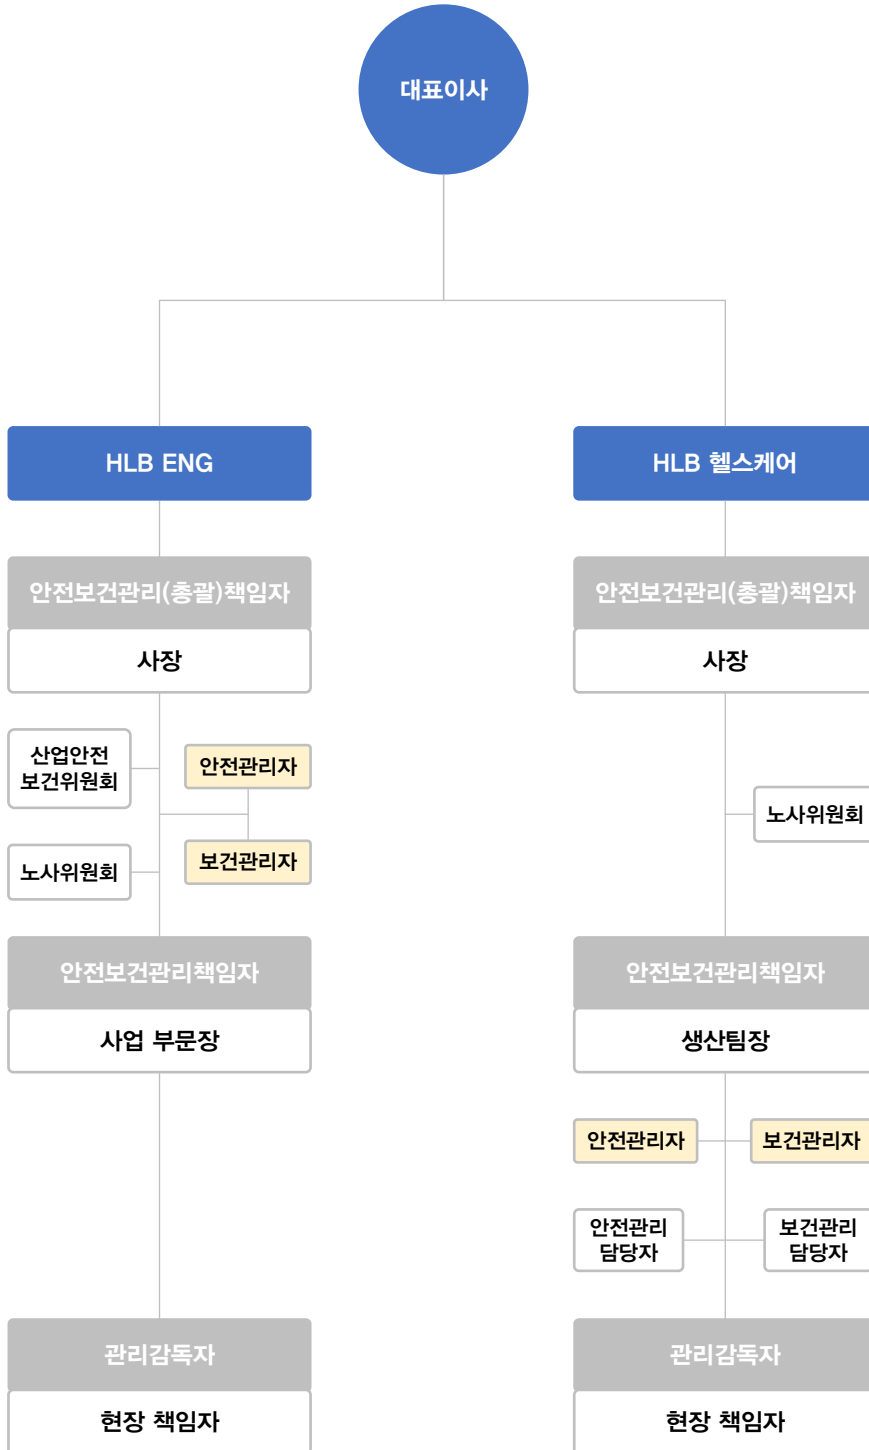 대표이사
HLB ENG
HLB 헬스케어
안전보건관리(총괄)책임자
사장
안전보건관리(총괄)책임자
사장
산업안전
보건위원회
안전관리자
노사위원회
보건관리자
노사위원회
안전보건관리책임자
사업 부문장
안전보건관리책임자
생산팀장
안전관리자
보건관리자
안전관리
담당자
보건관리
담당자
관리감독자
현장 책임자
관리감독자
현장 책임자